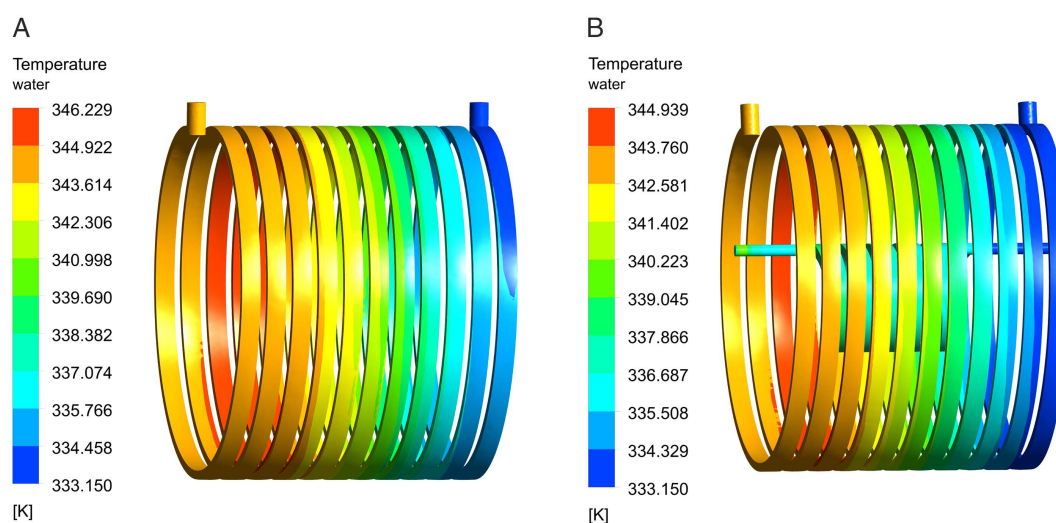 A
Temperature
water
346.229
344.922
343.614
342.306
340.998
339.690
338.382
337.074
335.766
334.458
333.150
[K]
B
Temperature
water
344.939
343.760
342.581
341.402
340.223
339.045
337.866
336.687
335.508
334.329
333.150
[K]